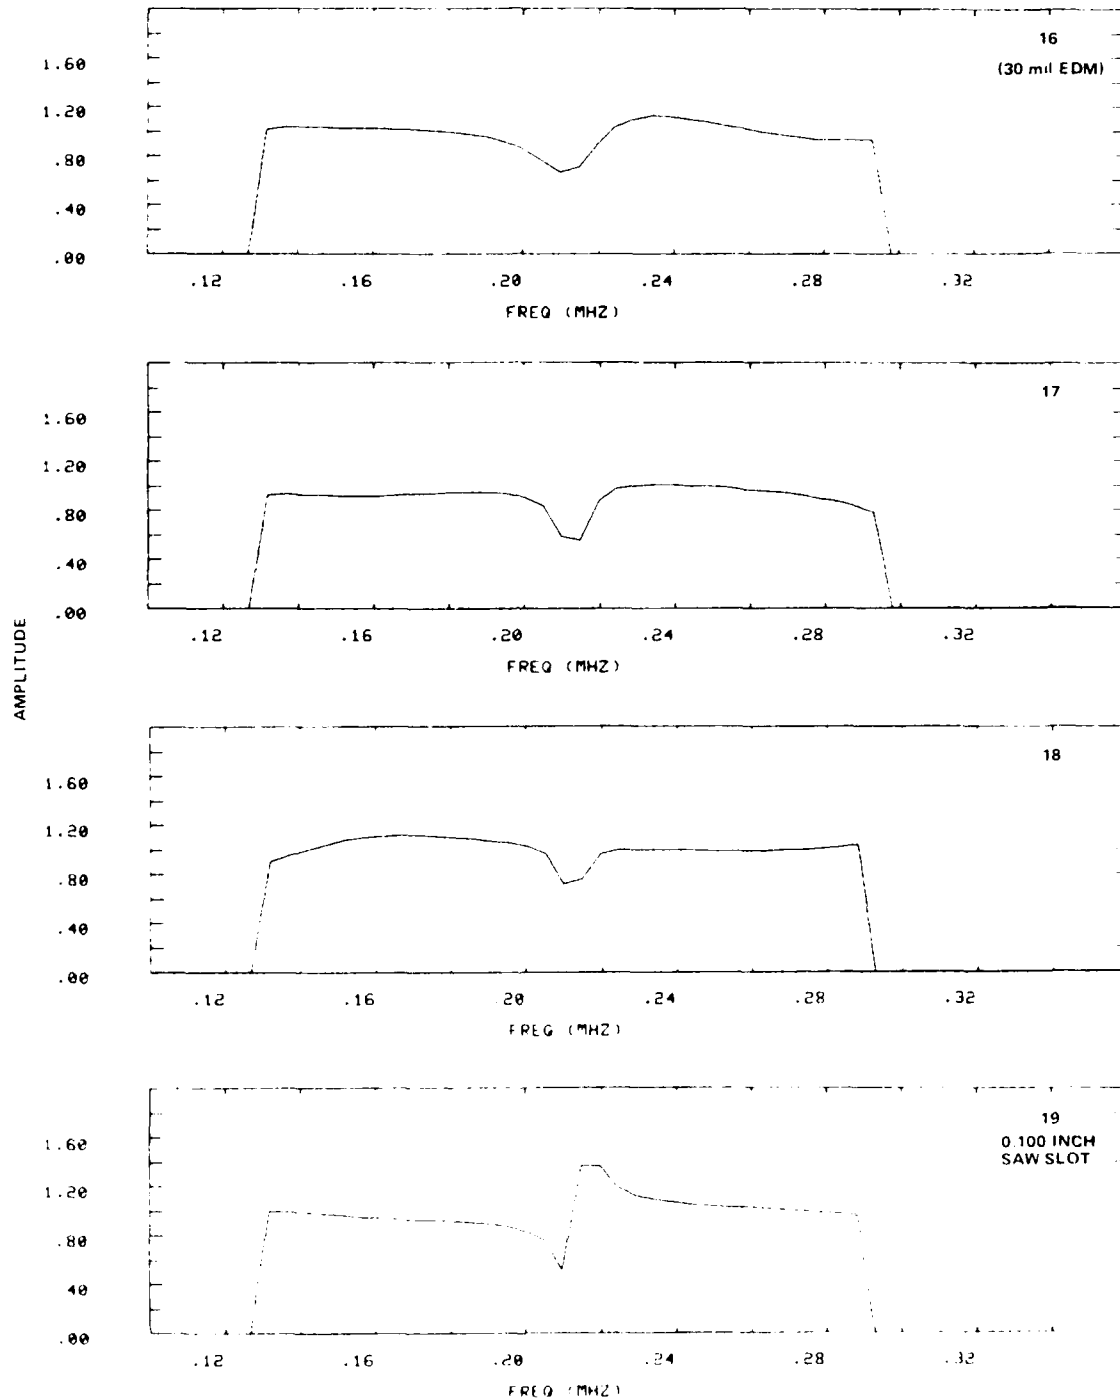 16
(30 mil EDM)
1.60
1.20
.80
.40
.00
.12 .16 .20 .24 .28 .32
FREQ (MHZ)
17
1.60
1.20
.80
.40
.00
.12 .16 .20 .24 .28 .32
FREQ (MHZ)
AMPLITUDE
18
1.60
1.20
.80
.40
.00
.12 .16 .20 .24 .28 .32
FREQ (MHZ)
19
0.100 INCH
SAW SLOT
1.60
1.20
.80
40
.00
.12 .16 .20 .24 .28 .32
FREQ (MHZ)